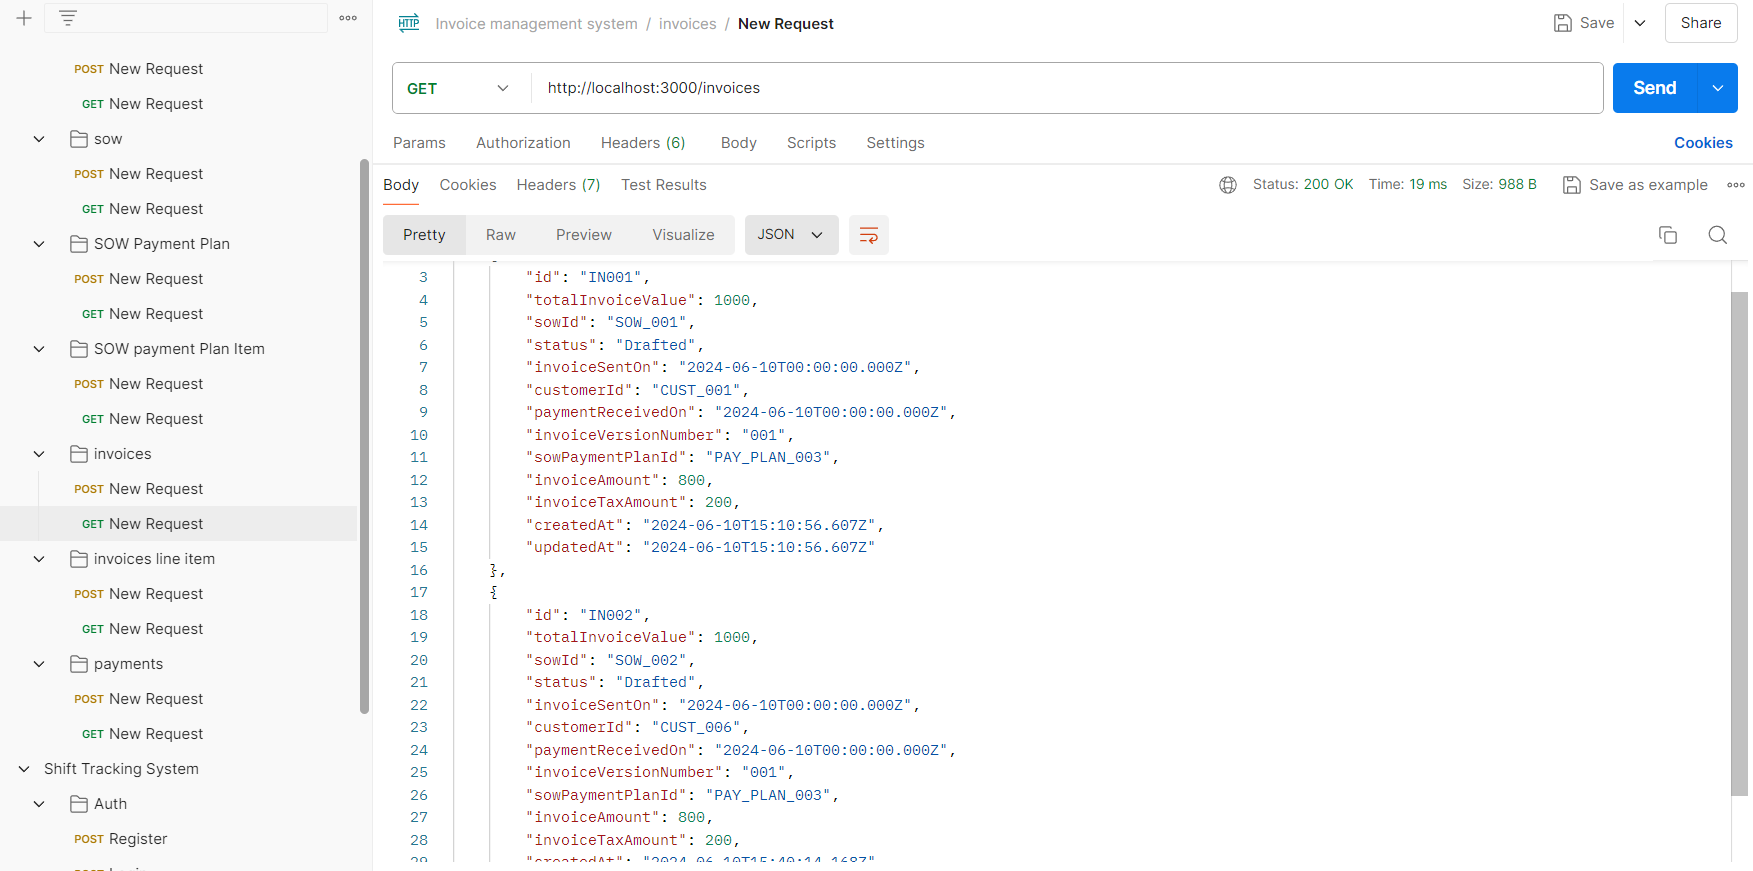 POST New Request
GET New Request
sow
POST New Request
GET New Request
SOW Payment Plan
POST New Request
GET New Request
SOW payment Plan Item
POST New Request
GET New Request
invoices
POST New Request
GET New Request
invoices line item
POST New Request
GET New Request
payments
POST New Request
GET New Request
Shift Tracking System
Auth
POST Register
HTTP Invoice management system / invoices / New Request
Save
Share
GET http://localhost:3000/invoices
Send
Params Authorization Headers (6) Body Scripts Settings
Cookies
Body Cookies Headers (7) Test Results
Status: 200 OK Time: 19 ms Size: 988 B Save as example
Pretty Raw Preview Visualize JSON
3 "id": "IN001",
4 "totalInvoiceValue": 1000,
5 "sowId": "SOW_001",
6 "status": "Drafted",
7 "invoiceSentOn": "2024-06-10T00:00:00.000Z",
8 "customerId": "CUST_001",
9 "paymentReceivedOn": "2024-06-10T00:00:00.000Z",
10 "invoiceVersionNumber": "001",
11 "sowPaymentPlanId": "PAY_PLAN_003",
12 "invoiceAmount": 800,
13 "invoiceTaxAmount": 200,
14 "createdAt": "2024-06-10T15:10:56.607Z",
15 "updatedAt": "2024-06-10T15:10:56.607Z"
16 },
17 {
18 "id": "IN002",
19 "totalInvoiceValue": 1000,
20 "sowId": "SOW_002",
21 "status": "Drafted",
22 "invoiceSentOn": "2024-06-10T00:00:00.000Z",
23 "customerId": "CUST_006",
24 "paymentReceivedOn": "2024-06-10T00:00:00.000Z",
25 "invoiceVersionNumber": "001",
26 "sowPaymentPlanId": "PAY_PLAN_003",
27 "invoiceAmount": 800,
28 "invoiceTaxAmount": 200,
29 "createdAt": "2024-06-10T15:40:14.168Z"